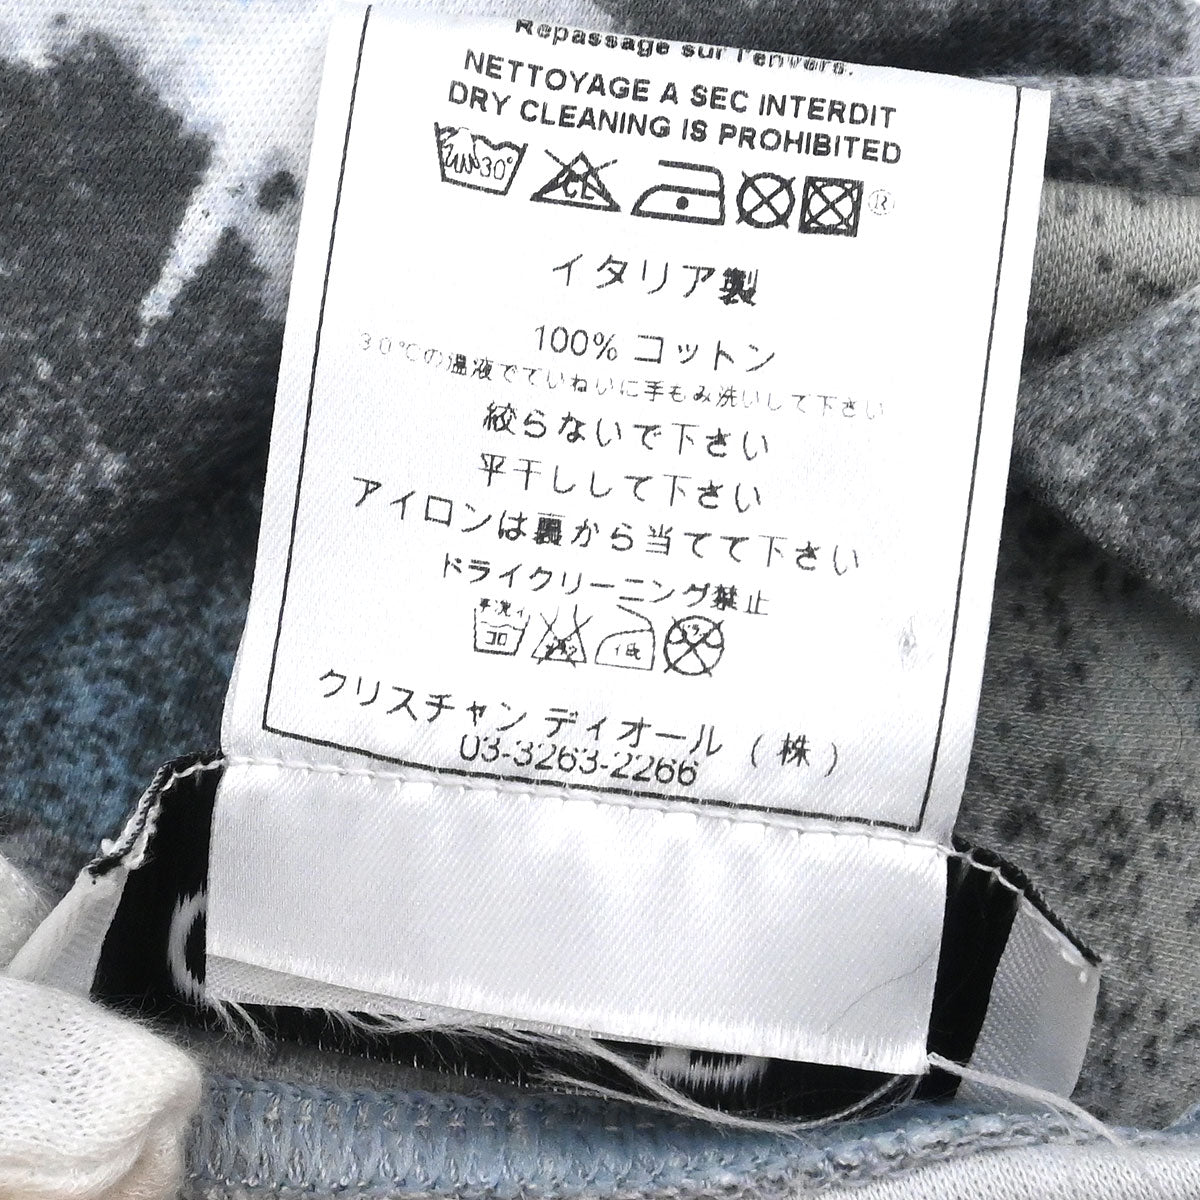 Repassage sur l'envers.
NETTOYAGE A SEC INTERDIT
DRY CLEANING IS PROHIBITED
30° CL ®
イタリア製
100% コットン
30℃の温液でていねいに手もみ洗いして下さい
絞らないで下さい
平干しして下さい
アイロンは裏から当てて下さい
ドライクリーニング禁止
手洗イ
30 低 ドライ
クリスチャン ディオール (株)
03-3263-2266